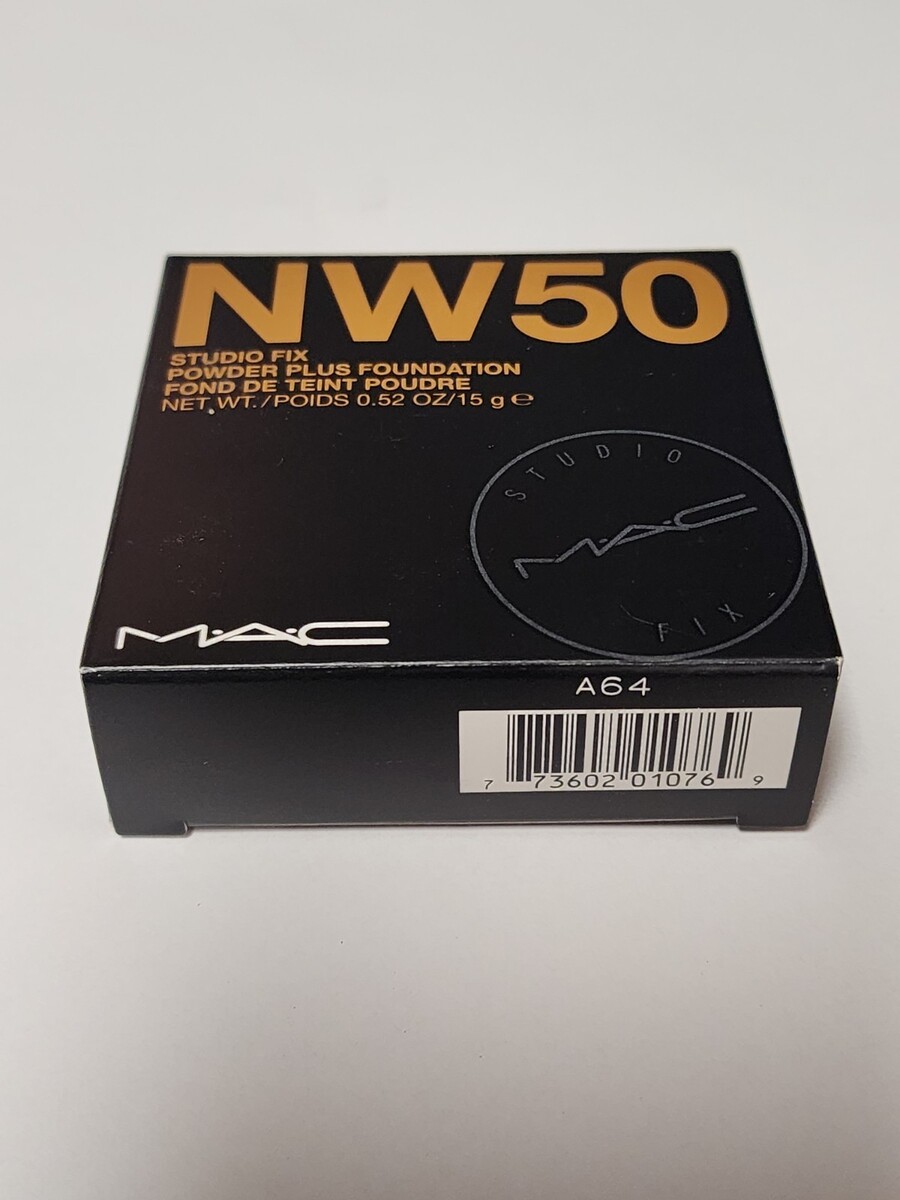 NW50
STUDIO FIX
POWDER PLUS FOUNDATION
FOND DE TEINT POUDRE
NET WT./POIDS 0.52 OZ/15 g ℮
STUDIO
M·A·C
FIX
M·A·C
A64
7 73602 01076 9